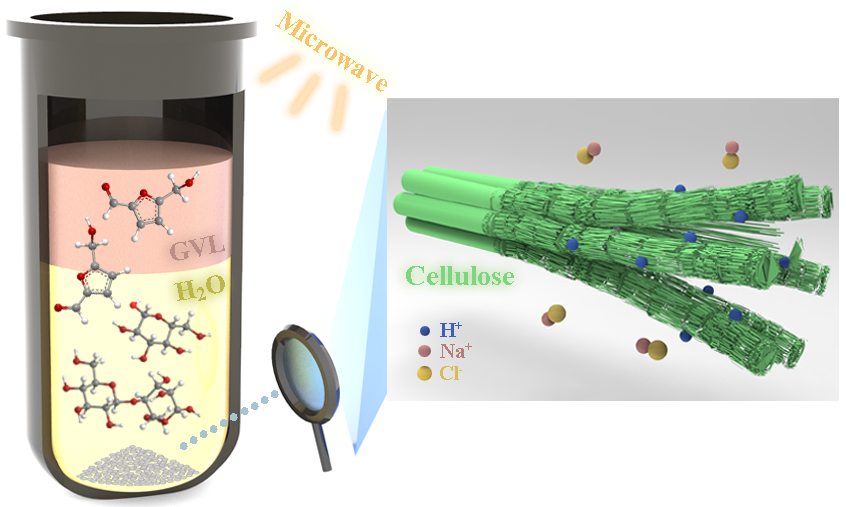 Microwave
GVL
H₂O
Cellulose
H⁺
Na⁺
Cl⁻